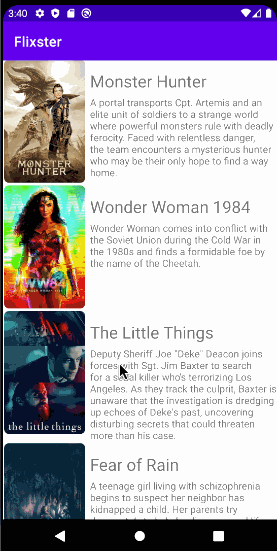 3:40
Flixster
MONSTER
HUNTER
Monster Hunter
A portal transports Cpt. Artemis and an
elite unit of soldiers to a strange world
where powerful monsters rule with deadly
ferocity. Faced with relentless danger,
the team encounters a mysterious hunter
who may be their only hope to find a way
home.
WW84
Wonder Woman 1984
Wonder Woman comes into conflict with
the Soviet Union during the Cold War in
the 1980s and finds a formidable foe by
the name of the Cheetah.
the little things
The Little Things
Deputy Sheriff Joe "Deke" Deacon joins
forces with Sgt. Jim Baxter to search
for a serial killer who's terrorizing Los
Angeles. As they track the culprit, Baxter is
unaware that the investigation is dredging
up echoes of Deke's past, uncovering
disturbing secrets that could threaten
more than his case.
Fear of Rain
A teenage girl living with schizophrenia
begins to suspect her neighbor has
kidnapped a child. Her parents try